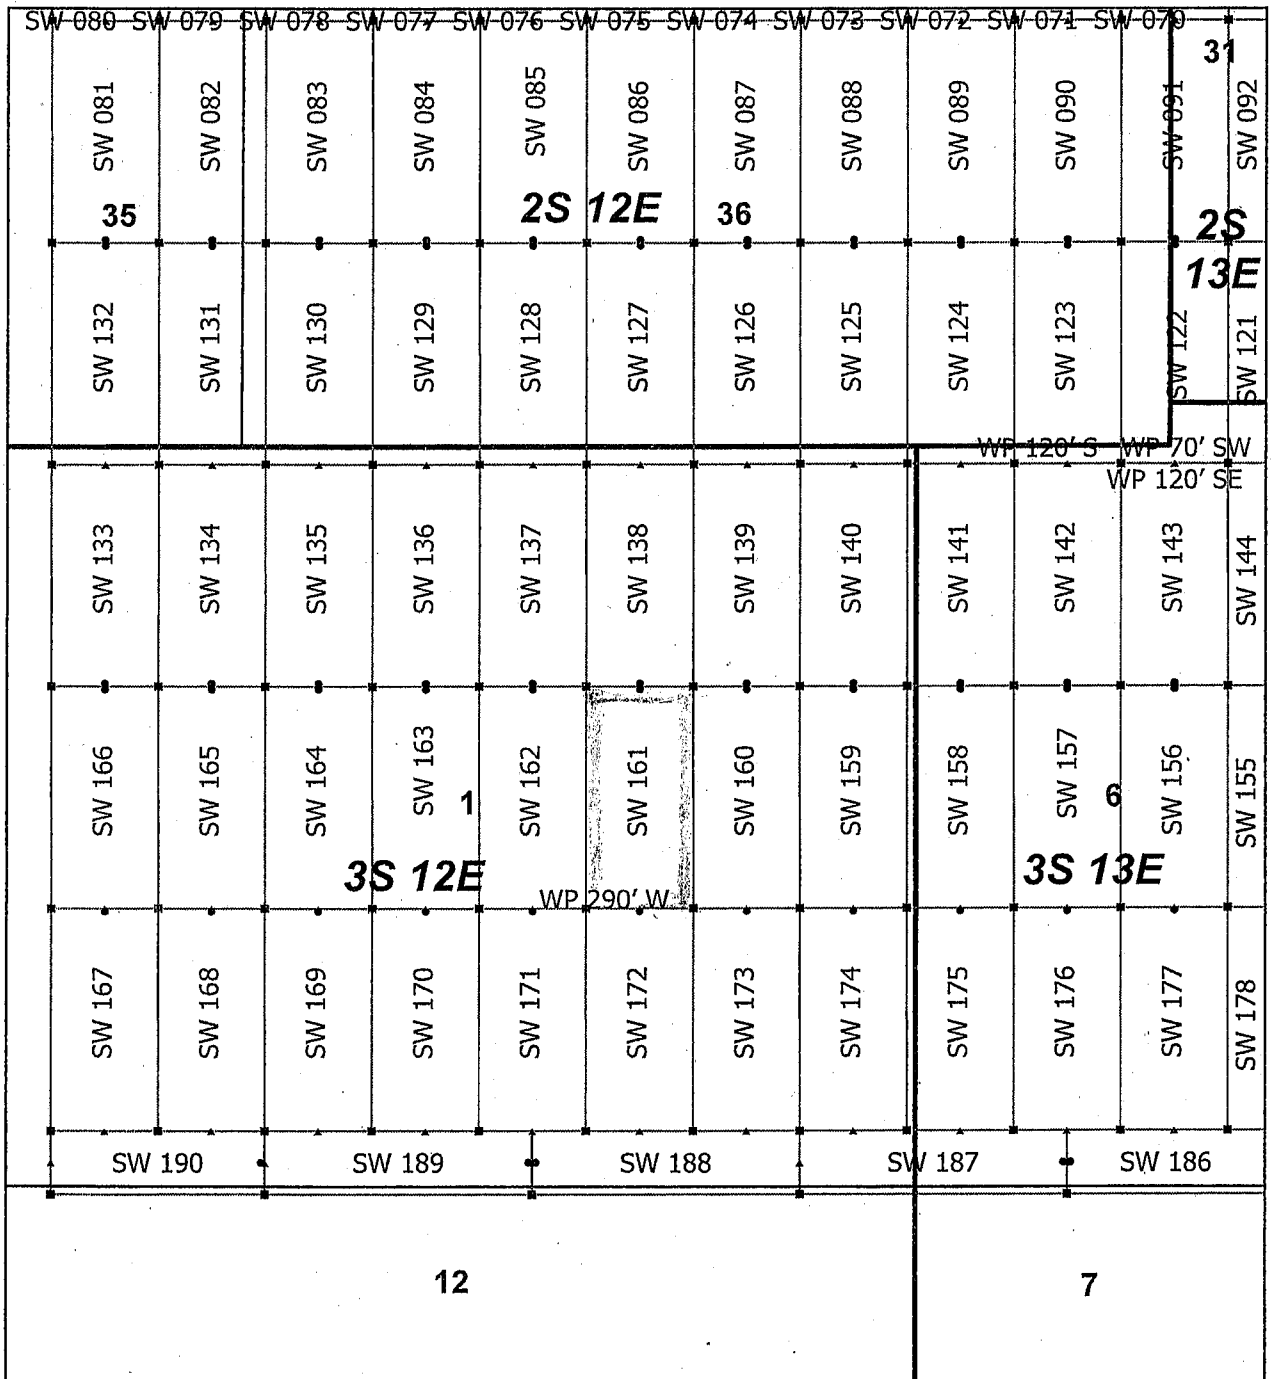 SW 080 SW 079 SW 078 SW 077 SW 076 SW 075 SW 074 SW 073 SW 072 SW 071 SW 070
31
SW 081 SW 082 SW 083 SW 084 SW 085 SW 086 SW 087 SW 088 SW 089 SW 090 SW 091 SW 092
35 2S 12E 36 2S
13E
SW 132 SW 131 SW 130 SW 129 SW 128 SW 127 SW 126 SW 125 SW 124 SW 123 SW 122 SW 121
WP 120' S WP 70' SW
WP 120' SE
SW 133 SW 134 SW 135 SW 136 SW 137 SW 138 SW 139 SW 140 SW 141 SW 142 SW 143 SW 144
SW 166 SW 165 SW 164 SW 163 SW 162 SW 161 SW 160 SW 159 SW 158 SW 157 SW 156 SW 155
1 6
3S 12E 3S 13E
WP 290' W
SW 167 SW 168 SW 169 SW 170 SW 171 SW 172 SW 173 SW 174 SW 175 SW 176 SW 177 SW 178
SW 190 SW 189 SW 188 SW 187 SW 186
12 7